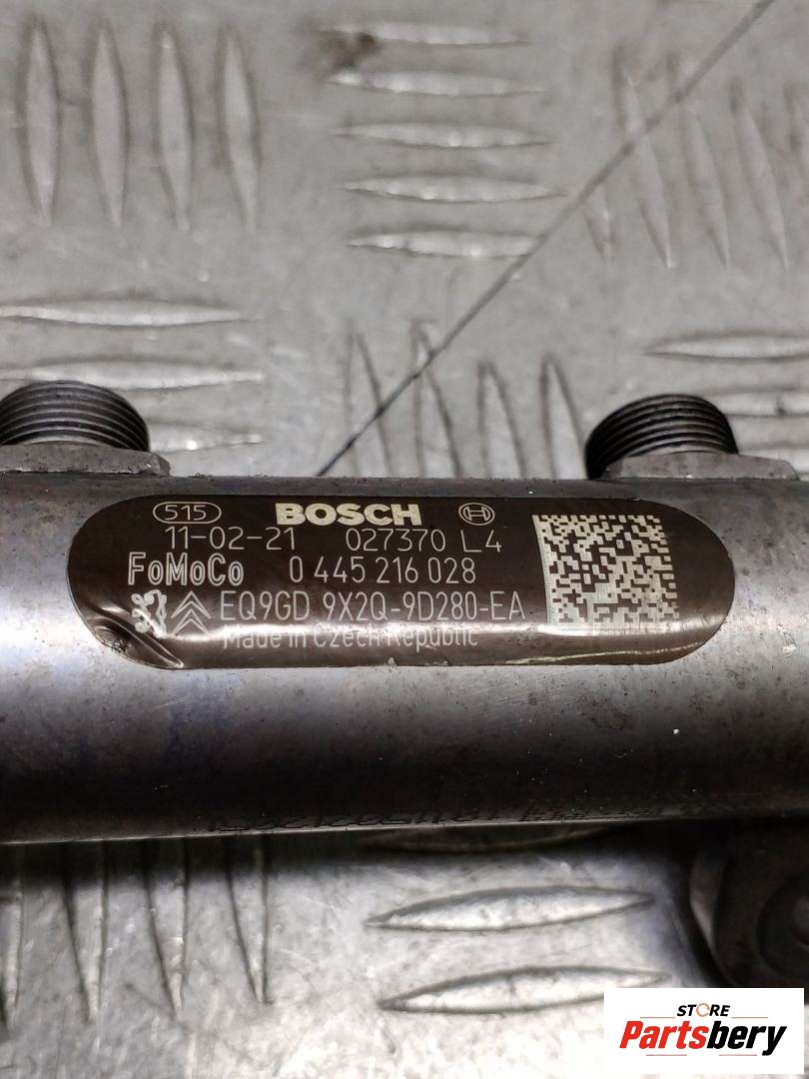 515 BOSCH
11-02-21 027370 L4
FoMoCo 0 445 216 028
EQ9GD 9X2Q-9D280-EA
Made in Czech Republic
STORE
Partsbery